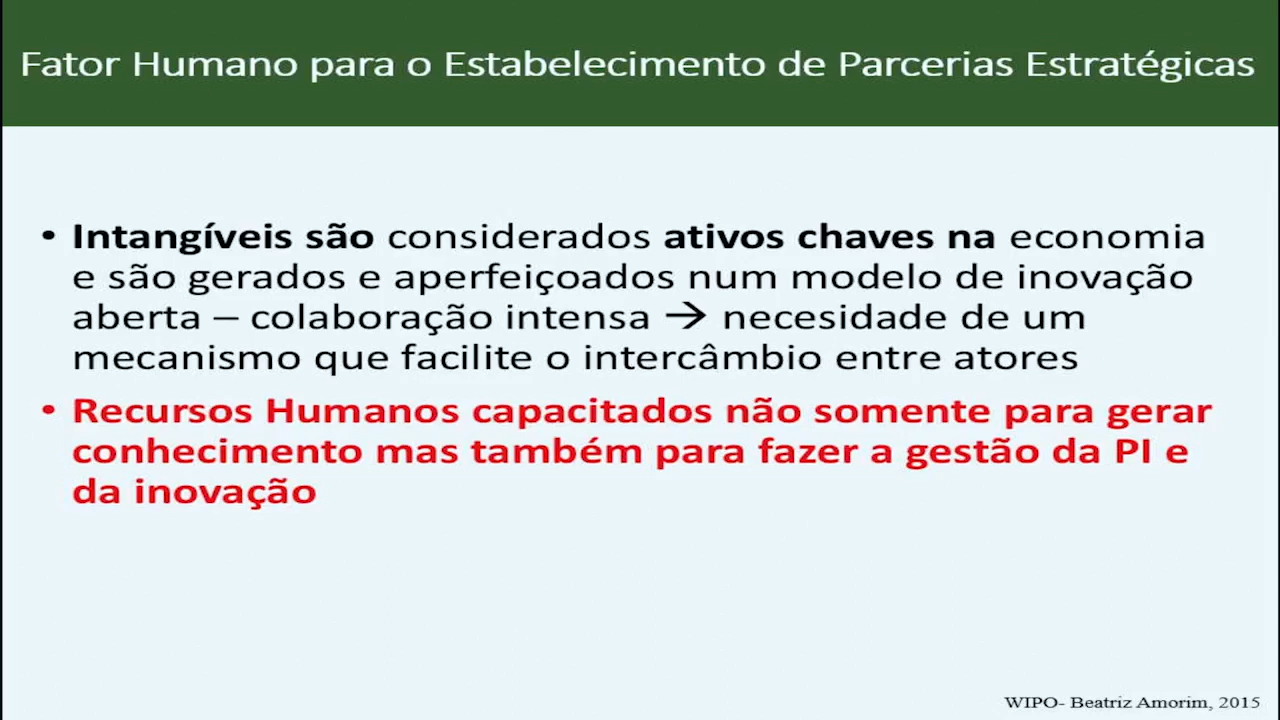 Fator Humano para o Estabelecimento de Parcerias Estratégicas
• Intangíveis são considerados ativos chaves na economia
e são gerados e aperfeiçoados num modelo de inovação
aberta – colaboração intensa → necesidade de um
mecanismo que facilite o intercâmbio entre atores
• Recursos Humanos capacitados não somente para gerar
conhecimento mas também para fazer a gestão da PI e
da inovação
WIPO- Beatriz Amorim, 2015